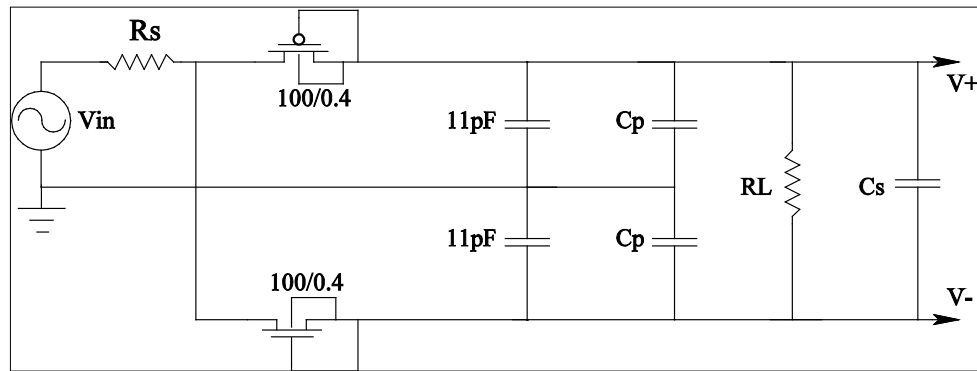 Rs
Vin
100/0.4
11pF
Cp
V+
RL
Cs
11pF
Cp
100/0.4
V-